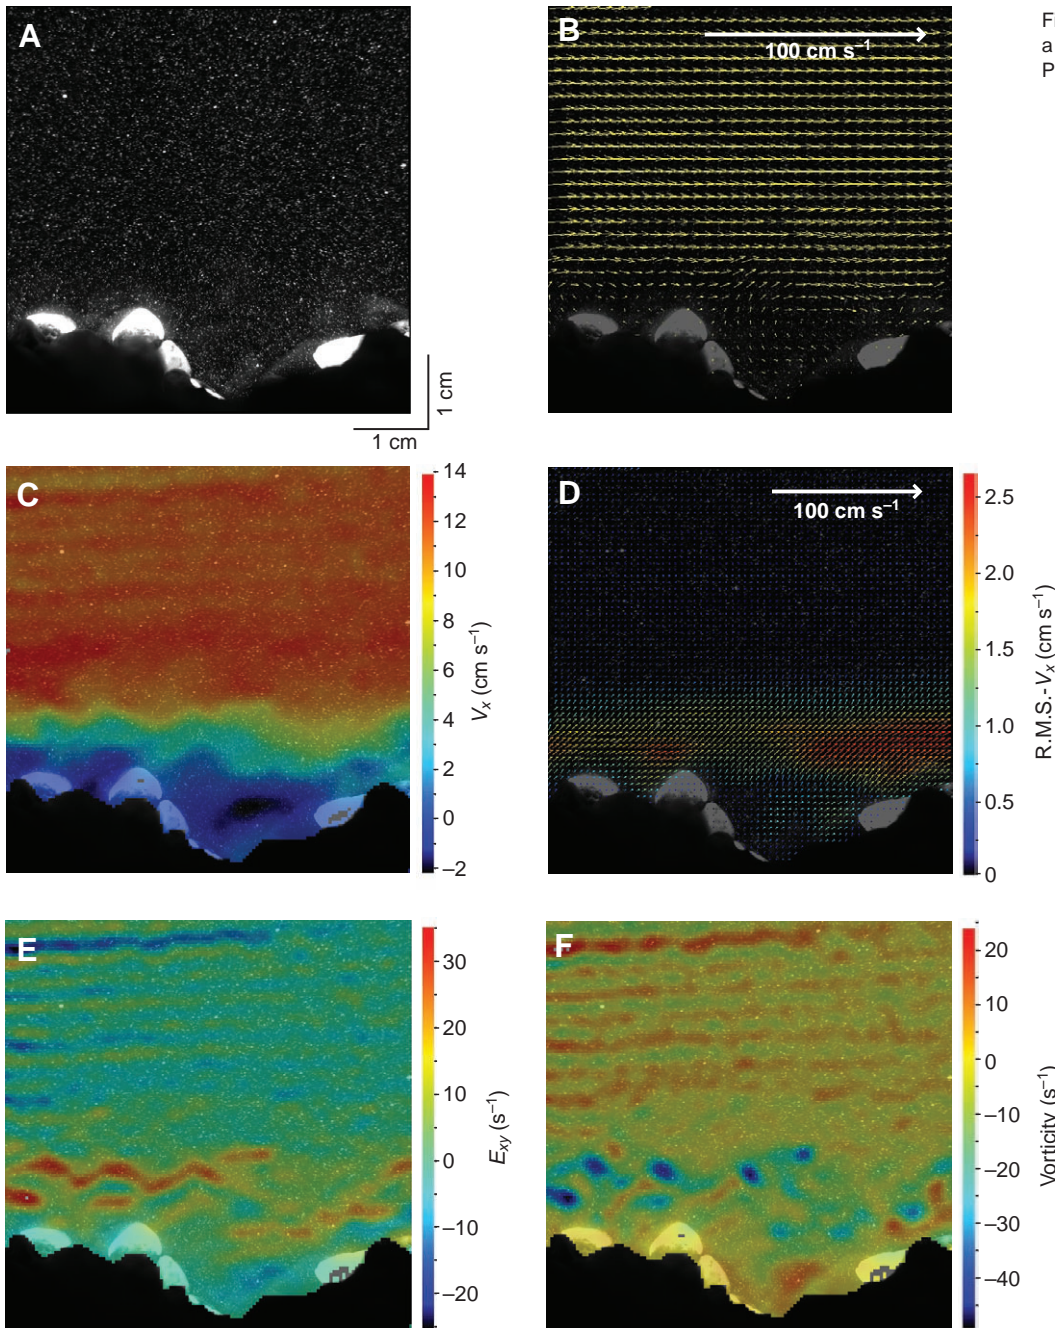 A
B
100 cm s⁻¹
Fi
a
P
1 cm
1 cm
C
14
12
10
8
6
4
2
0
–2
Vx (cm s⁻¹)
D
100 cm s⁻¹
2.5
2.0
1.5
1.0
0.5
0
R.M.S.-Vx (cm s⁻¹)
E
30
20
10
0
–10
–20
Exy (s⁻¹)
F
20
10
0
–10
–20
–30
–40
Vorticity (s⁻¹)